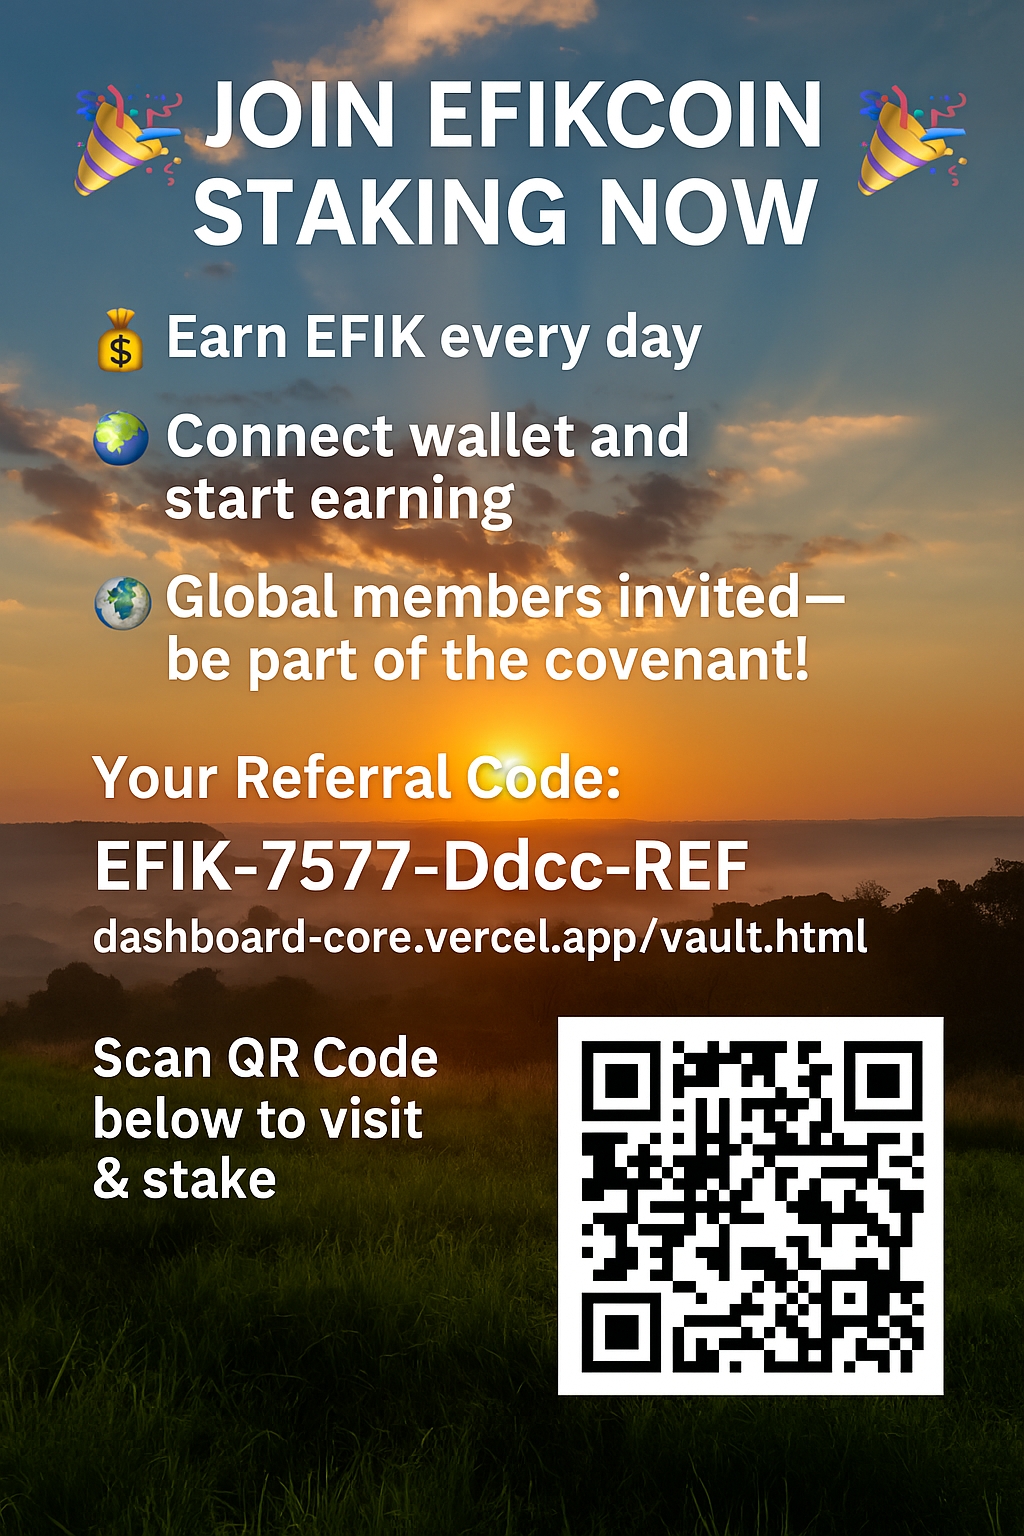 JOIN EFIKCOIN
STAKING NOW
Earn EFIK every day
Connect wallet and
start earning
Global members invited—
be part of the covenant!
Your Referral Code:
EFIK-7577-Ddcc-REF
dashboard-core.vercel.app/vault.html
Scan QR Code
below to visit
& stake